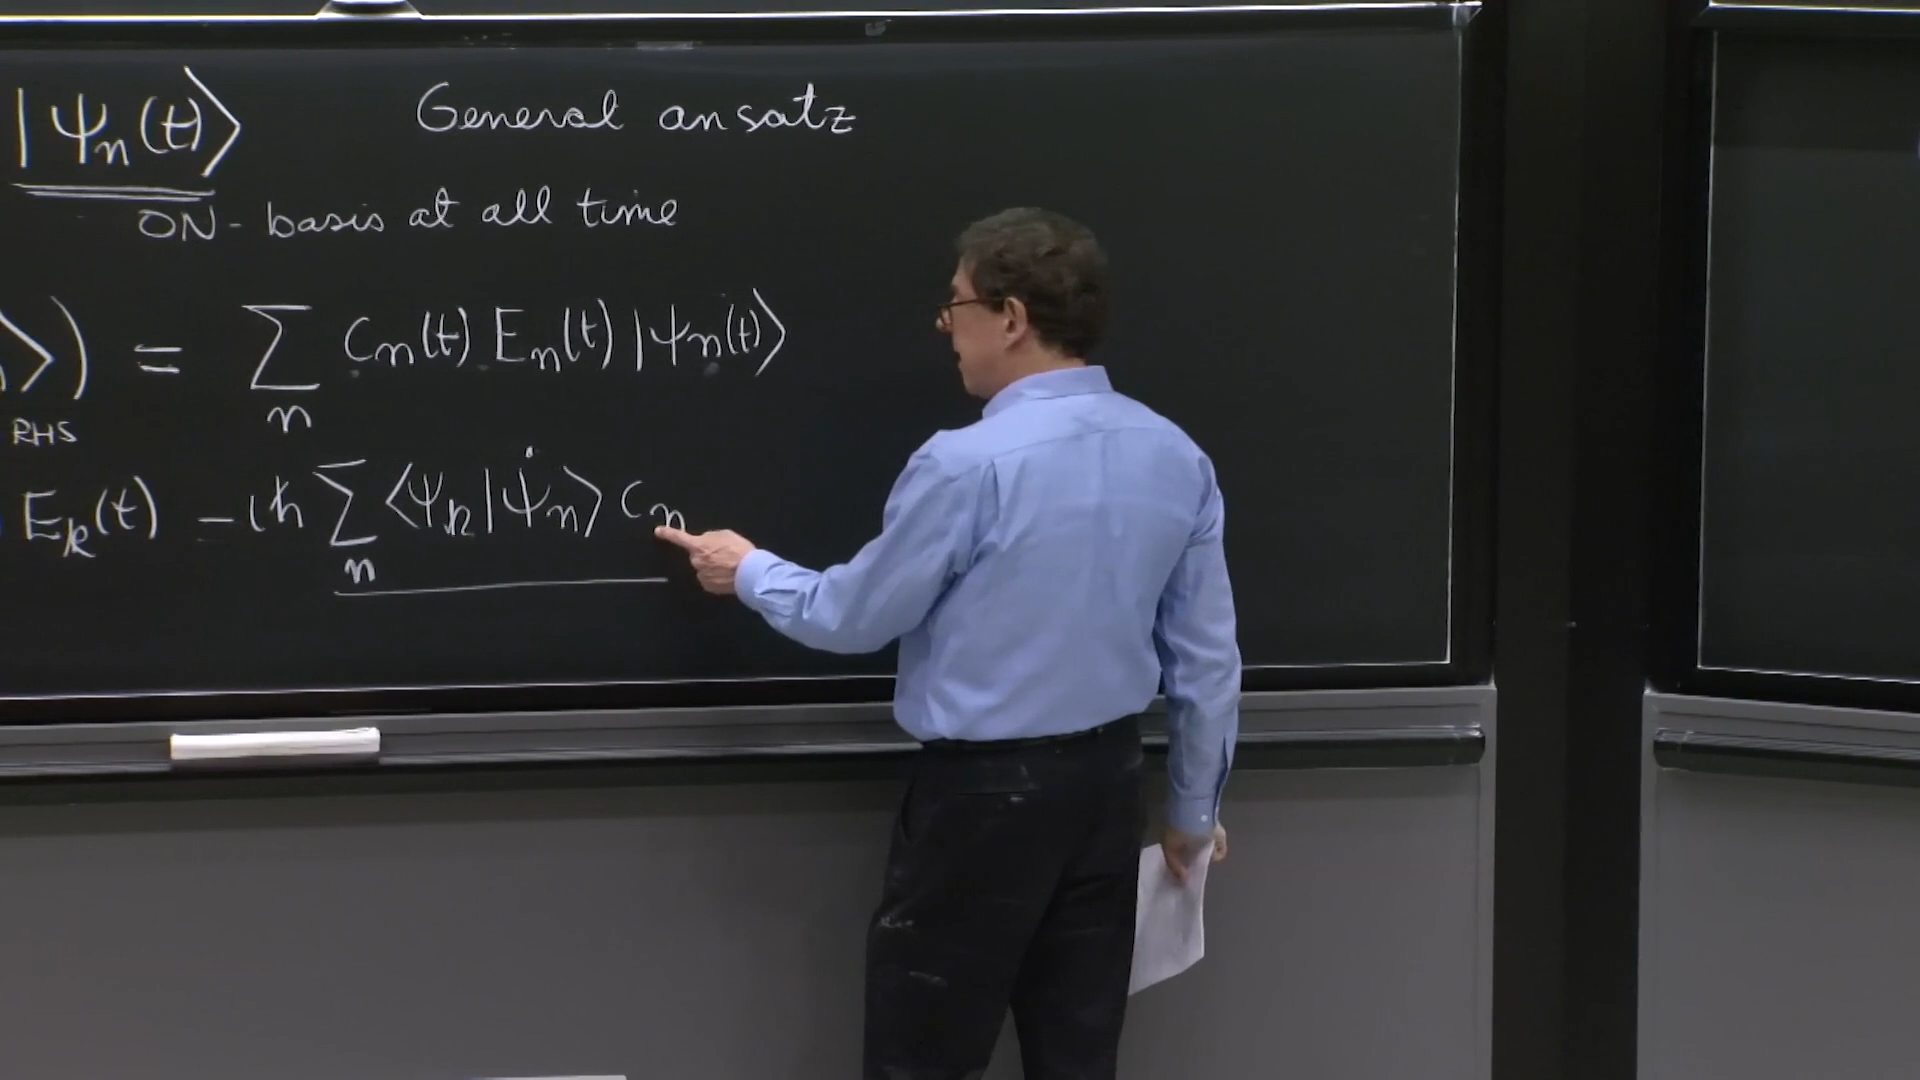 |ψₙ(t)⟩ General ansatz
ON-basis at all time
⟩) = ∑ₙ Cₙ(t) Eₙ(t) |ψₙ(t)⟩
RHS
Eₖ(t) - iħ ∑ₙ ⟨ψₖ|ψ̇ₙ⟩ cₙ